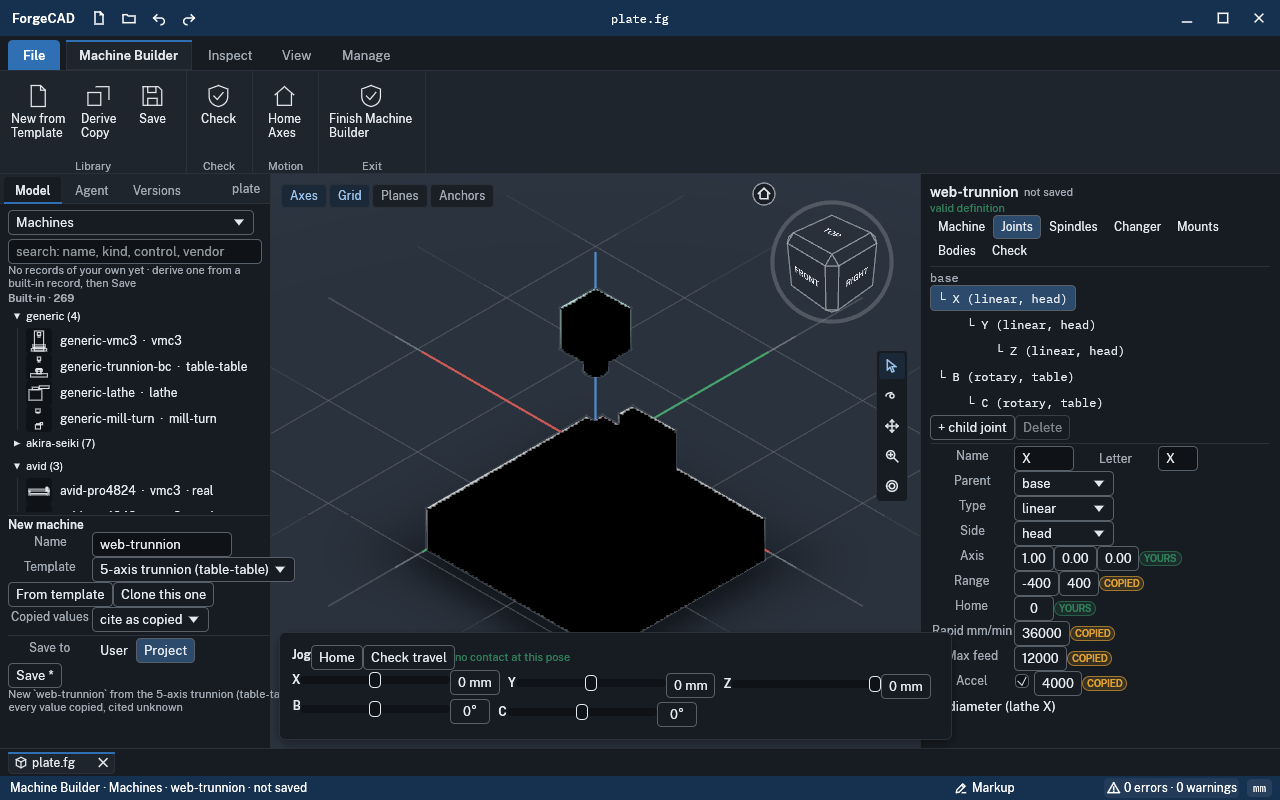 ForgeCAD
plate.fg
File
Machine Builder
Inspect
View
Manage
New from
Template
Derive
Copy
Save
Check
Home
Axes
Finish Machine
Builder
Library
Check
Motion
Exit
Model
Agent
Versions
plate
Machines
search: name, kind, control, vendor
No records of your own yet · derive one from a
built-in record, then Save
Built-in · 269
generic (4)
generic-vmc3 · vmc3
generic-trunnion-bc · table-table
generic-lathe · lathe
generic-mill-turn · mill-turn
akira-seiki (7)
avid (3)
avid-pro4824 · vmc3 · real
New machine
Name
web-trunnion
Template
5-axis trunnion (table-table)
From template
Clone this one
Copied values
cite as copied
Save to
User
Project
Save *
New `web-trunnion` from the 5-axis trunnion (table-ta
every value copied, cited unknown
Axes
Grid
Planes
Anchors
TOP
FRONT
RIGHT
Jog
Home
Check travel
no contact at this pose
X
0 mm
Y
0 mm
Z
0 mm
B
0°
C
0°
web-trunnion not saved
valid definition
Machine
Joints
Spindles
Changer
Mounts
Bodies
Check
base
└ X (linear, head)
└ Y (linear, head)
└ Z (linear, head)
└ B (rotary, table)
└ C (rotary, table)
+ child joint
Delete
Name
X
Letter
X
Parent
base
Type
linear
Side
head
Axis
1.00
0.00
0.00
YOURS
Range
-400
400
COPIED
Home
0
YOURS
Rapid mm/min
36000
COPIED
Max feed
12000
COPIED
Accel
4000
COPIED
diameter (lathe X)
plate.fg
Machine Builder · Machines · web-trunnion · not saved
Markup
0 errors · 0 warnings
mm